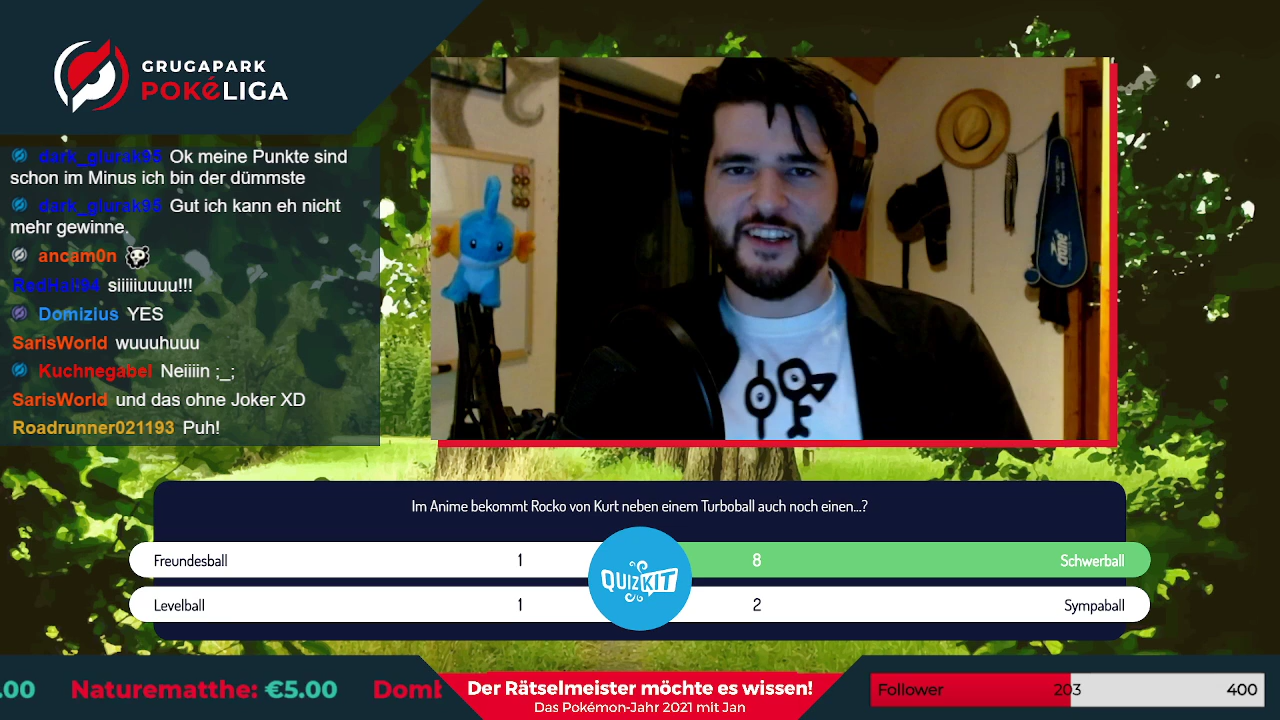 GRUGAPARK
POKéLIGA
dark_glurak95 Ok meine Punkte sind
schon im Minus ich bin der dümmste
dark_glurak95 Gut ich kann eh nicht
mehr gewinne.
ancam0n
RedHail94 siiiiiuuuu!!!
Domizius YES
SarisWorld wuuuhuuu
Kuchnegabel Neiiiin ;_;
SarisWorld und das ohne Joker XD
Roadrunner021193 Puh!
Im Anime bekommt Rocko von Kurt neben einem Turboball auch noch einen...?
Freundesball 1
8 Schwerball
Levelball 1
2 Sympaball
QUIZKIT
.00 Naturematthe: €5.00 Domb
Der Rätselmeister möchte es wissen!
Das Pokémon-Jahr 2021 mit Jan
Follower 203 400